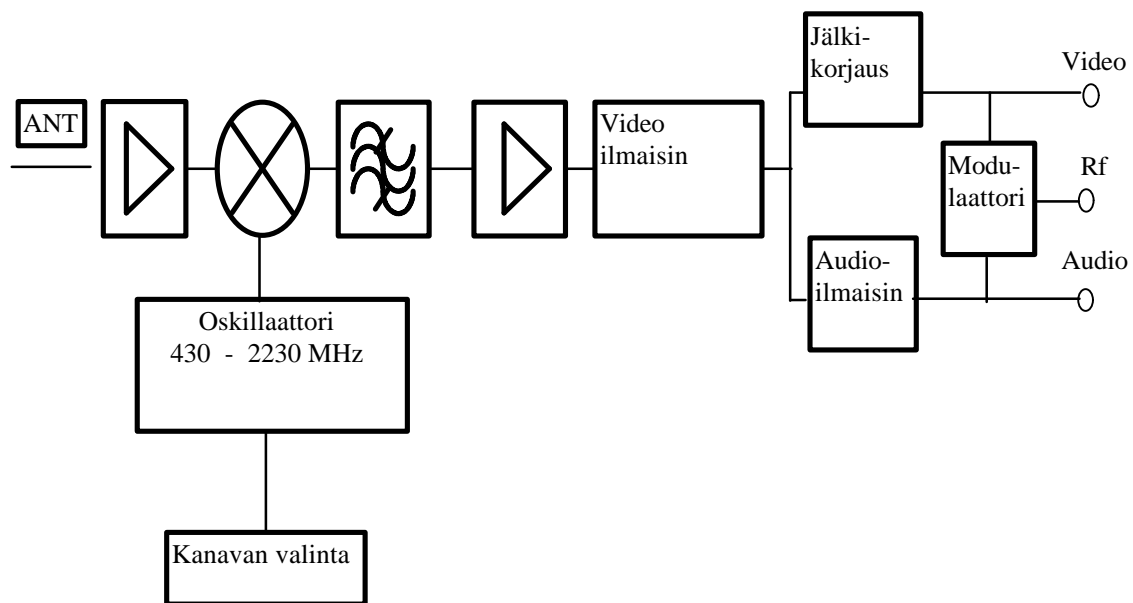 ANT
Video
ilmaisin
Jälki-
korjaus
Video
Modu-
laattori
Rf
Audio-
ilmaisin
Audio
Oskillaattori
430 - 2230 MHz
Kanavan valinta